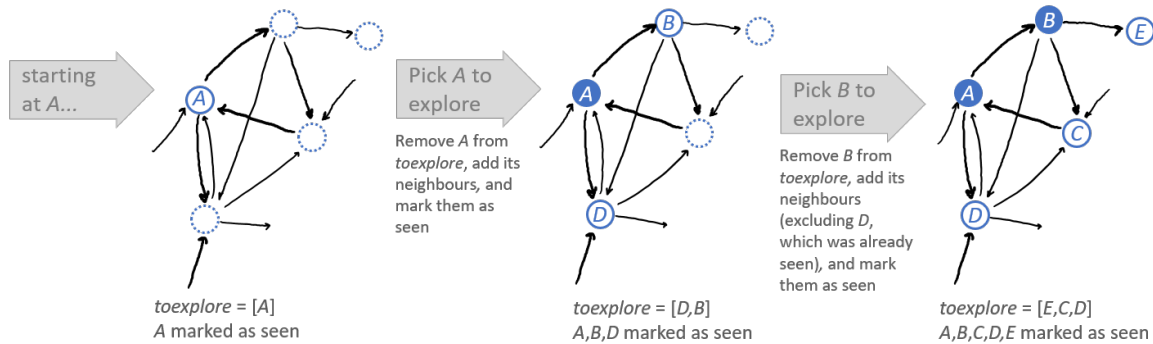 starting
at A...
A
toexplore = [A]
A marked as seen
Pick A to
explore
Remove A from
toexplore, add its
neighbours, and
mark them as
seen
B
A
D
toexplore = [D,B]
A,B,D marked as seen
Pick B to
explore
Remove B from
toexplore, add its
neighbours
(excluding D,
which was already
seen), and mark
them as seen
B
E
A
C
D
toexplore = [E,C,D]
A,B,C,D,E marked as seen